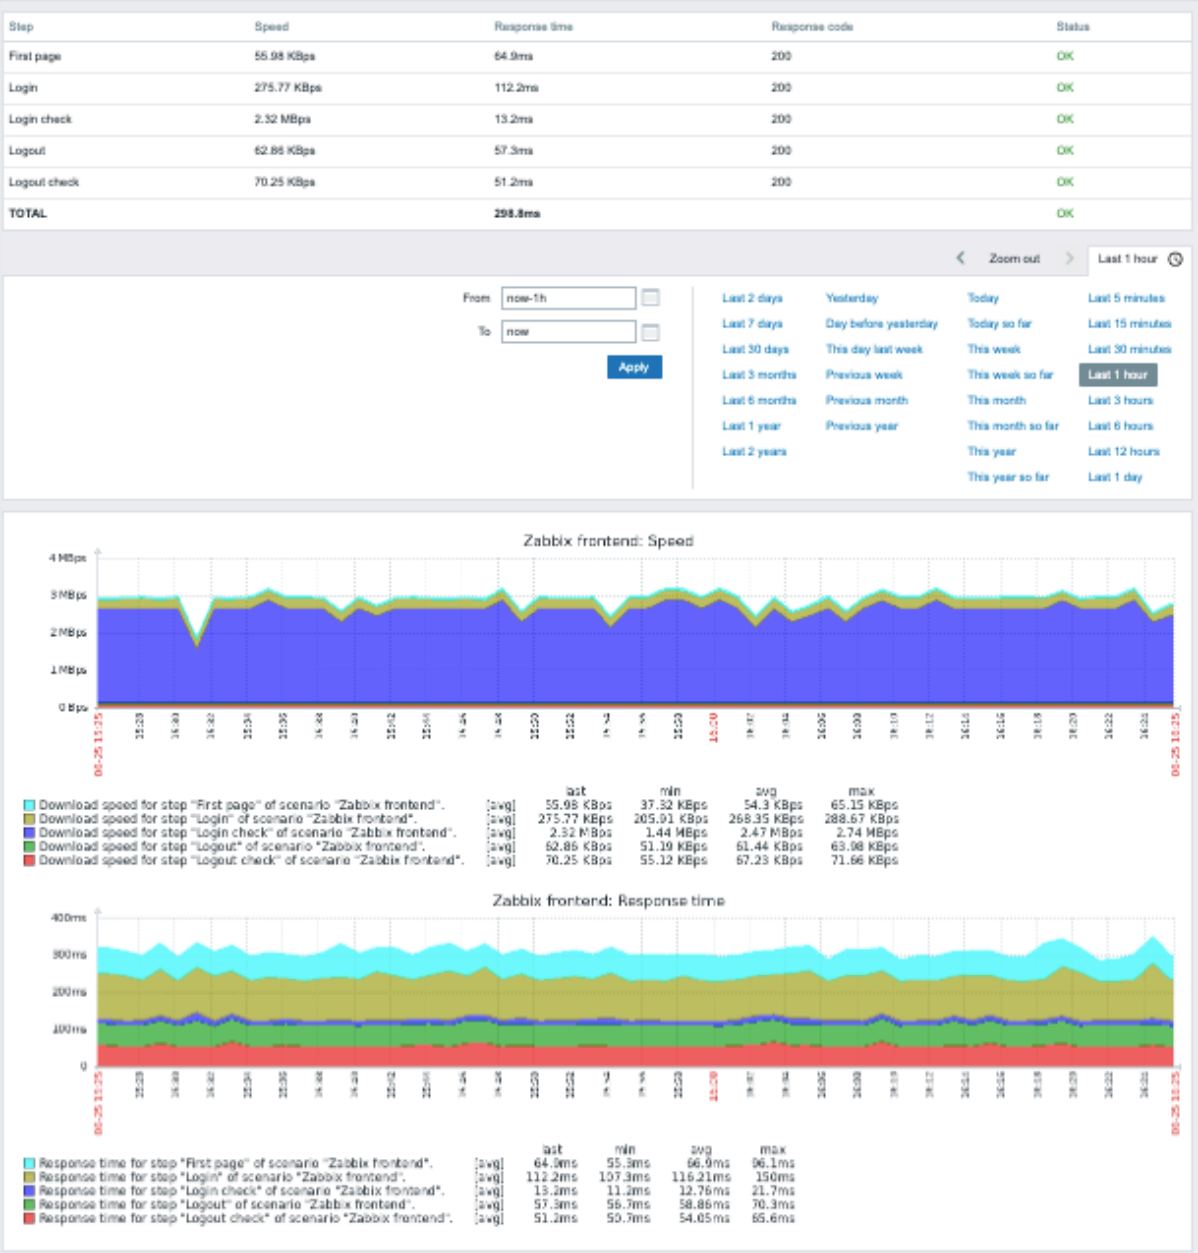 Step Speed Response time Response code Status
First page 55.98 KBps 64.9ms 200 OK
Login 275.77 KBps 112.2ms 200 OK
Login check 2.32 MBps 13.2ms 200 OK
Logout 62.86 KBps 57.3ms 200 OK
Logout check 70.25 KBps 51.2ms 200 OK
TOTAL 298.8ms OK
Zoom out Last 1 hour
From now-1h
To now
Apply
Last 2 days Yesterday Today Last 5 minutes
Last 7 days Day before yesterday Today so far Last 15 minutes
Last 30 days This day last week This week Last 30 minutes
Last 3 months Previous week This week so far Last 1 hour
Last 6 months Previous month This month Last 3 hours
Last 1 year Previous year This month so far Last 6 hours
Last 2 years This year Last 12 hours
This year so far Last 1 day
Zabbix frontend: Speed
4 MBps
3 MBps
2 MBps
1 MBps
0 Bps
last min avg max
Download speed for step "First page" of scenario "Zabbix frontend". [avg] 55.98 KBps 37.32 KBps 54.3 KBps 65.15 KBps
Download speed for step "Login" of scenario "Zabbix frontend". [avg] 275.77 KBps 205.91 KBps 268.35 KBps 288.67 KBps
Download speed for step "Login check" of scenario "Zabbix frontend". [avg] 2.32 MBps 1.44 MBps 2.47 MBps 2.74 MBps
Download speed for step "Logout" of scenario "Zabbix frontend". [avg] 62.86 KBps 51.19 KBps 61.44 KBps 63.98 KBps
Download speed for step "Logout check" of scenario "Zabbix frontend". [avg] 70.25 KBps 55.12 KBps 67.23 KBps 71.66 KBps
Zabbix frontend: Response time
400ms
300ms
200ms
100ms
0
last min avg max
Response time for step "First page" of scenario "Zabbix frontend". [avg] 64.9ms 55.3ms 66.9ms 96.1ms
Response time for step "Login" of scenario "Zabbix frontend". [avg] 112.2ms 107.3ms 116.21ms 150ms
Response time for step "Login check" of scenario "Zabbix frontend". [avg] 13.2ms 11.2ms 12.76ms 21.7ms
Response time for step "Logout" of scenario "Zabbix frontend". [avg] 57.3ms 56.7ms 58.86ms 70.3ms
Response time for step "Logout check" of scenario "Zabbix frontend". [avg] 51.2ms 50.7ms 54.05ms 65.6ms